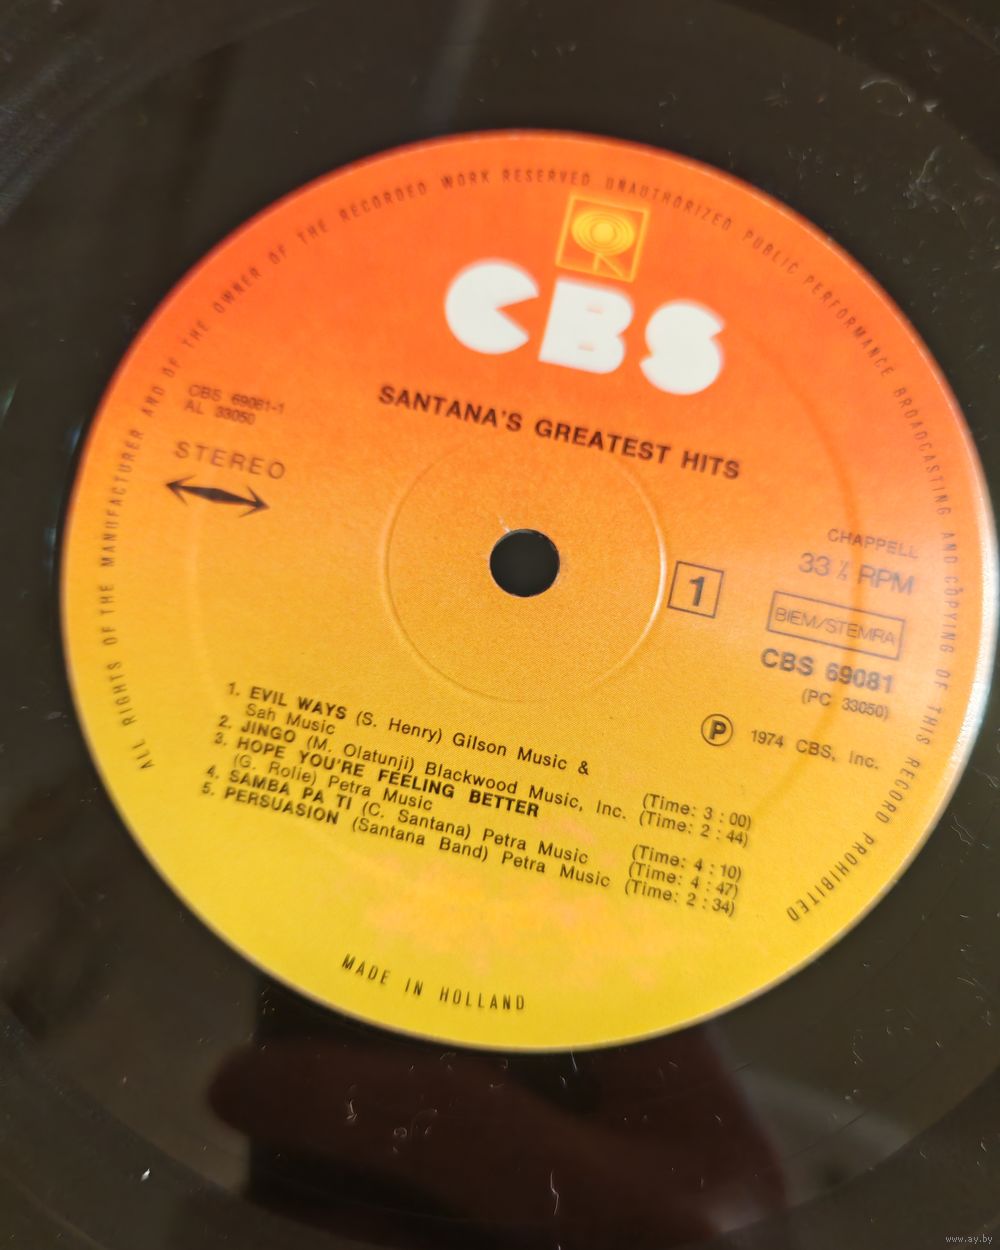 ALL RIGHTS OF THE MANUFACTURER AND OF THE OWNER OF THE RECORDED WORK RESERVED UNAUTHORIZED PUBLIC PERFORMANCE BROADCASTING AND COPYING OF THIS RECORD PROHIBITED
CBS
SANTANA'S GREATEST HITS
CBS 69081-1
AL 33050
STEREO
CHAPPELL
33⅓ RPM
1
BIEM/STEMRA
CBS 69081
(PC 33050)
Ⓟ 1974 CBS, Inc.
1. EVIL WAYS (S. Henry) Gilson Music &
Sah Music (Time: 3 : 00)
2. JINGO (M. Olatunji) Blackwood Music, Inc. (Time: 2 : 44)
3. HOPE YOU'RE FEELING BETTER
(G. Rolie) Petra Music (Time: 4 : 10)
4. SAMBA PA TI (C. Santana) Petra Music (Time: 4 : 47)
5. PERSUASION (Santana Band) Petra Music (Time: 2 : 34)
MADE IN HOLLAND
www.ay.by